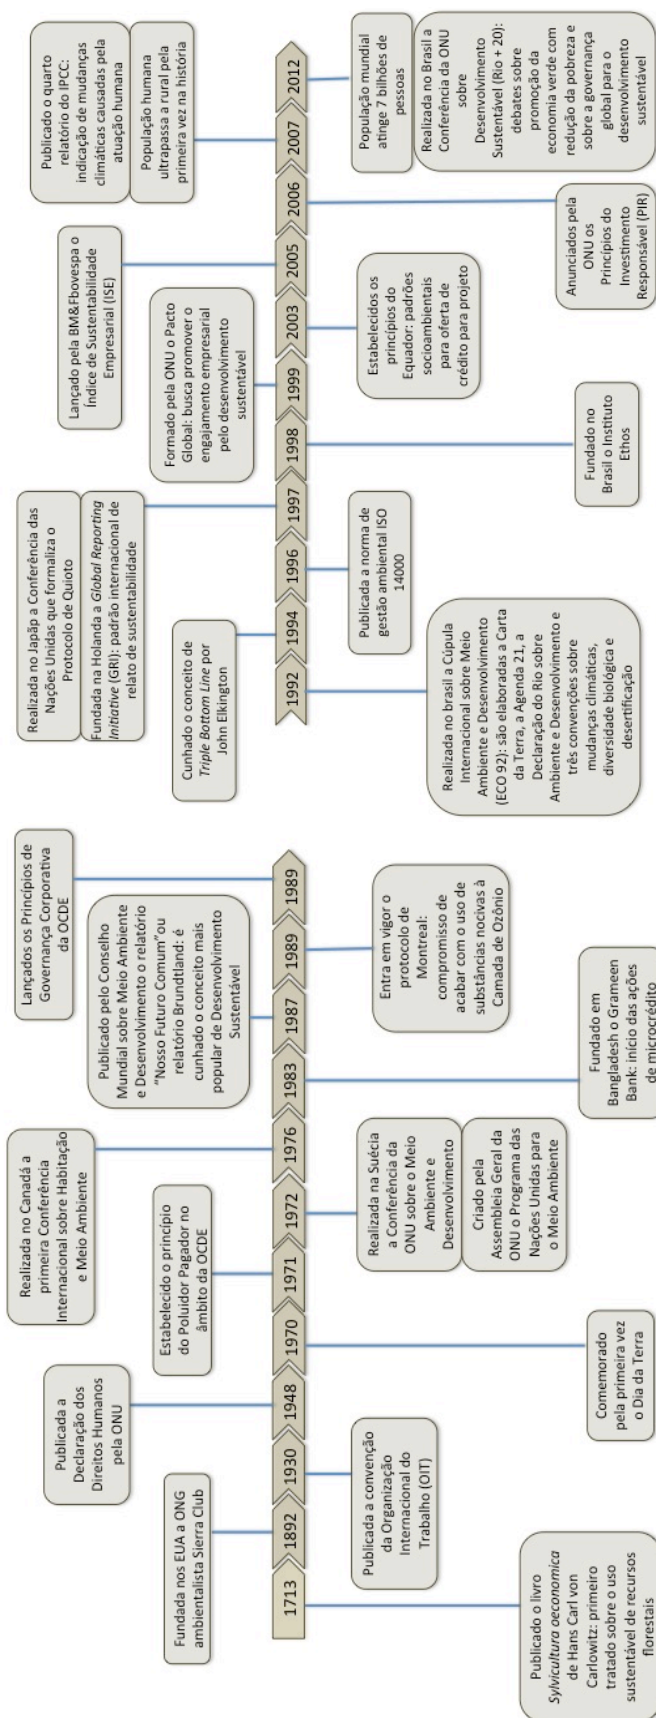 Publicado o livro
Sylvicultura oeconomica
de Hans Carl von
Carlowitz: primeiro
tratado sobre o uso
sustentável de recursos
florestais
1713
Fundada nos EUA a ONG
ambientalista Sierra Club
1892
Publicada a convenção
da Organização
Internacional do
Trabalho (OIT)
1930
Publicada a
Declaração dos
Direitos Humanos
pela ONU
1948
Comemorado
pela primeira vez
o Dia da Terra
1970
Estabelecido o princípio
do Poluidor Pagador no
âmbito da OCDE
1971
Realizada na Suécia
a Conferência da
ONU sobre o Meio
Ambiente e
Desenvolvimento
Criado pela
Assembleia Geral da
ONU o Programa das
Nações Unidas para
o Meio Ambiente
1972
Realizada no Canadá a
primeira Conferência
Internacional sobre Habitação
e Meio Ambiente
1976
Fundado em
Bangladesh o Grameen
Bank: início das ações
de microcrédito
1983
Publicado pelo Conselho
Mundial sobre Meio Ambiente
e Desenvolvimento o relatório
“Nosso Futuro Comum”ou
relatório Brundtland: é
cunhado o conceito mais
popular de Desenvolvimento
Sustentável
1987
Entra em vigor o
protocolo de
Montreal:
compromisso de
acabar com o uso de
substâncias nocivas à
Camada de Ozônio
1989
Lançados os Princípios de
Governança Corporativa
da OCDE
1989
Realizada no brasil a Cúpula
Internacional sobre Meio
Ambiente e Desenvolvimento
(ECO 92): são elaboradas a Carta
da Terra, a Agenda 21, a
Declaração do Rio sobre
Ambiente e Desenvolvimento e
três convenções sobre
mudanças climáticas,
diversidade biológica e
desertificação
1992
Cunhado o conceito de
Triple Bottom Line por
John Elkington
1994
Publicada a norma de
gestão ambiental ISO
14000
1996
Realizada no Japãp a Conferência das
Nações Unidas que formaliza o
Protocolo de Quioto
Fundada na Holanda a Global Reporting
Initiative (GRI): padrão internacional de
relato de sustentabilidade
1997
Fundado no
Brasil o Instituto
Ethos
1998
Formado pela ONU o Pacto
Global: busca promover o
engajamento empresarial
pelo desenvolvimento
sustentável
1999
Estabelecidos os
princípios do
Equador: padrões
socioambientais
para oferta de
crédito para projeto
2003
Lançado pela BM&Fbovespa o
Índice de Sustentabilidade
Empresarial (ISE)
2005
Anunciados pela
ONU os
Princípios do
Investimento
Responsável (PIR)
2006
Publicado o quarto
relatório do IPCC:
indicação de mudanças
climáticas causadas pela
atuação humana
População humana
ultrapassa a rural pela
primeira vez na história
2007
População mundial
atinge 7 bilhões de
pessoas
Realizada no Brasil a
Conferência da ONU
sobre
Desenvolvimento
Sustentável (Rio + 20):
debates sobre
promoção da
economia verde com
redução da pobreza e
sobre a governança
global para o
desenvolvimento
sustentável
2012